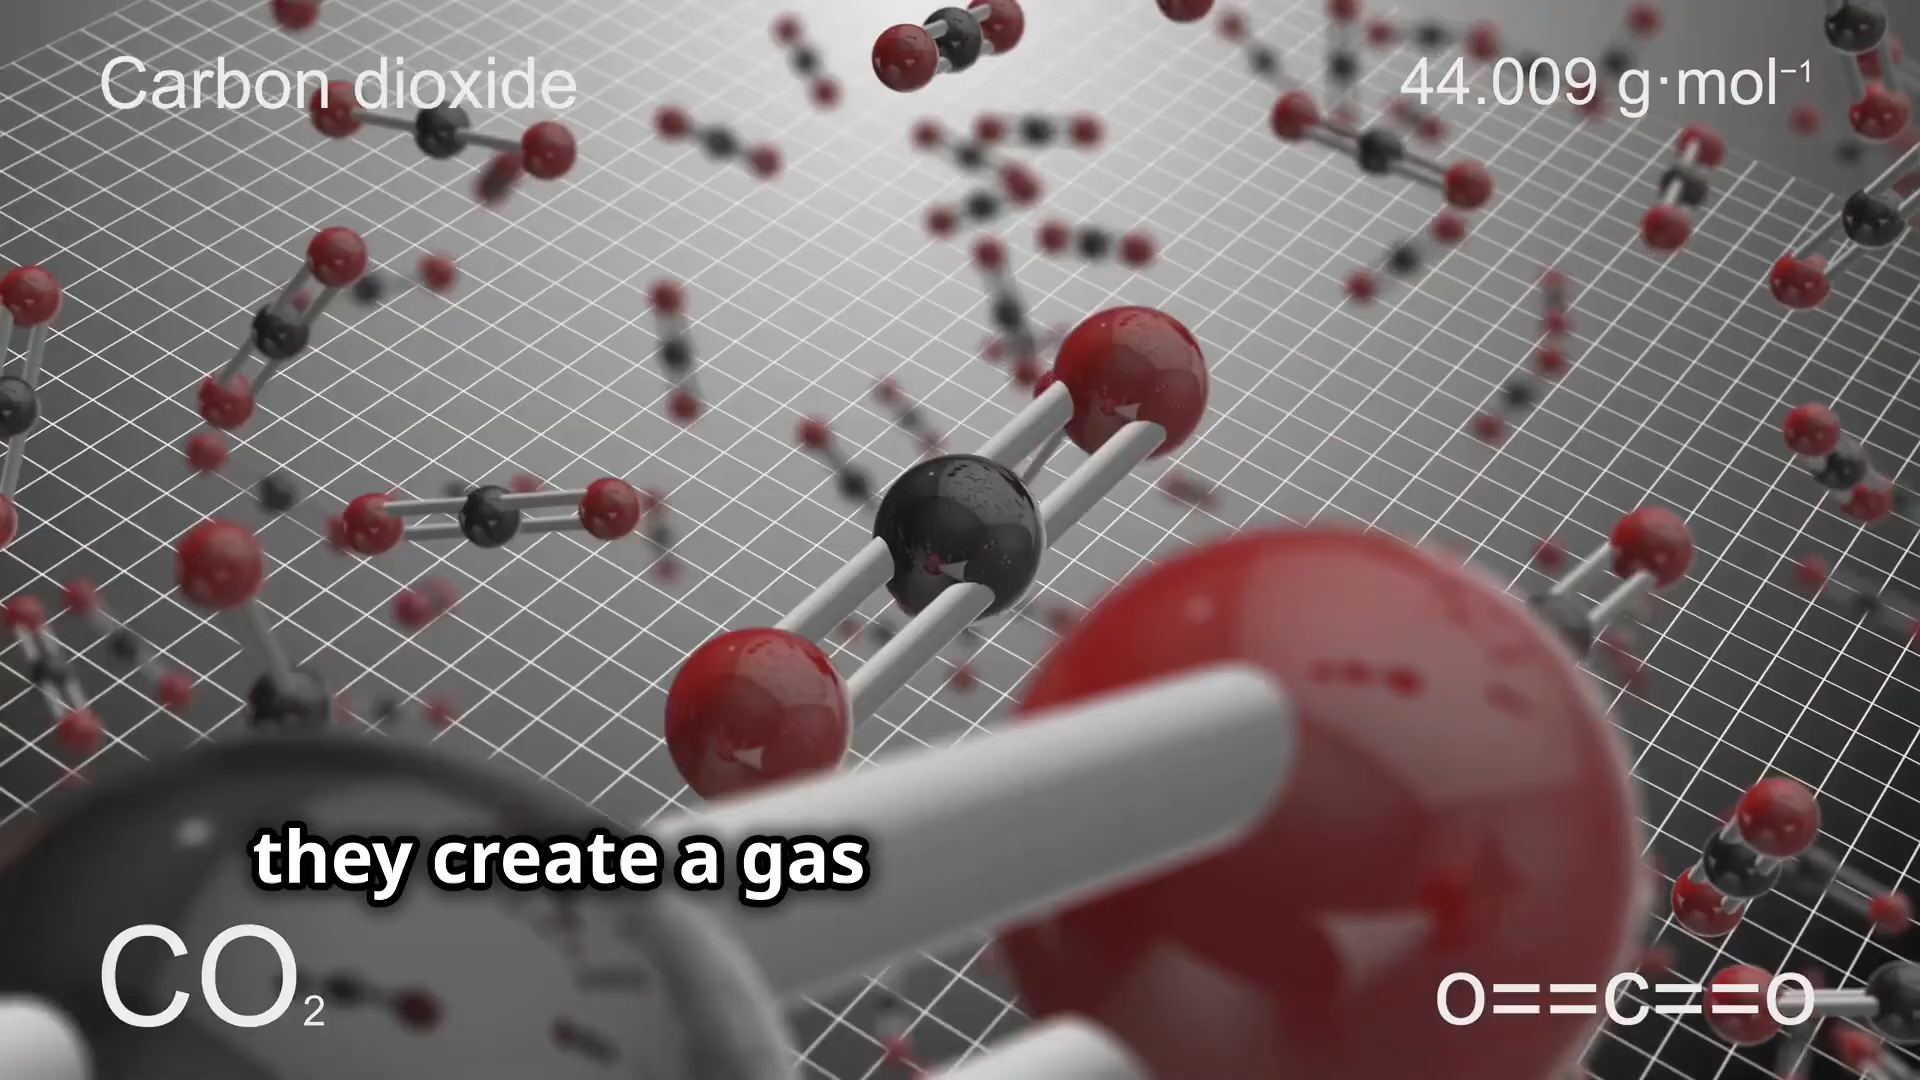 Carbon dioxide
44.009 g·mol⁻¹
they create a gas
CO₂
O==C==O